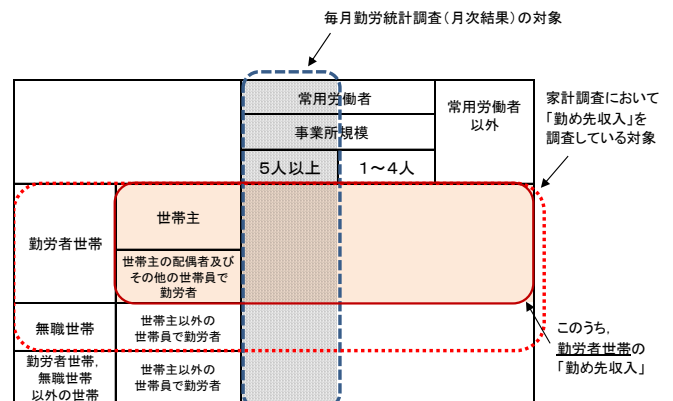 毎月勤労統計調査（月次結果）の対象
常用労働者
常用労働者
以外
事業所規模
5人以上
1～4人
家計調査において
「勤め先収入」を
調査している対象
勤労者世帯
世帯主
世帯主の配偶者及び
その他の世帯員で
勤労者
無職世帯
世帯主以外の
世帯員で勤労者
このうち,
勤労者世帯の
「勤め先収入」
勤労者世帯,
無職世帯
以外の世帯
世帯主以外の
世帯員で勤労者